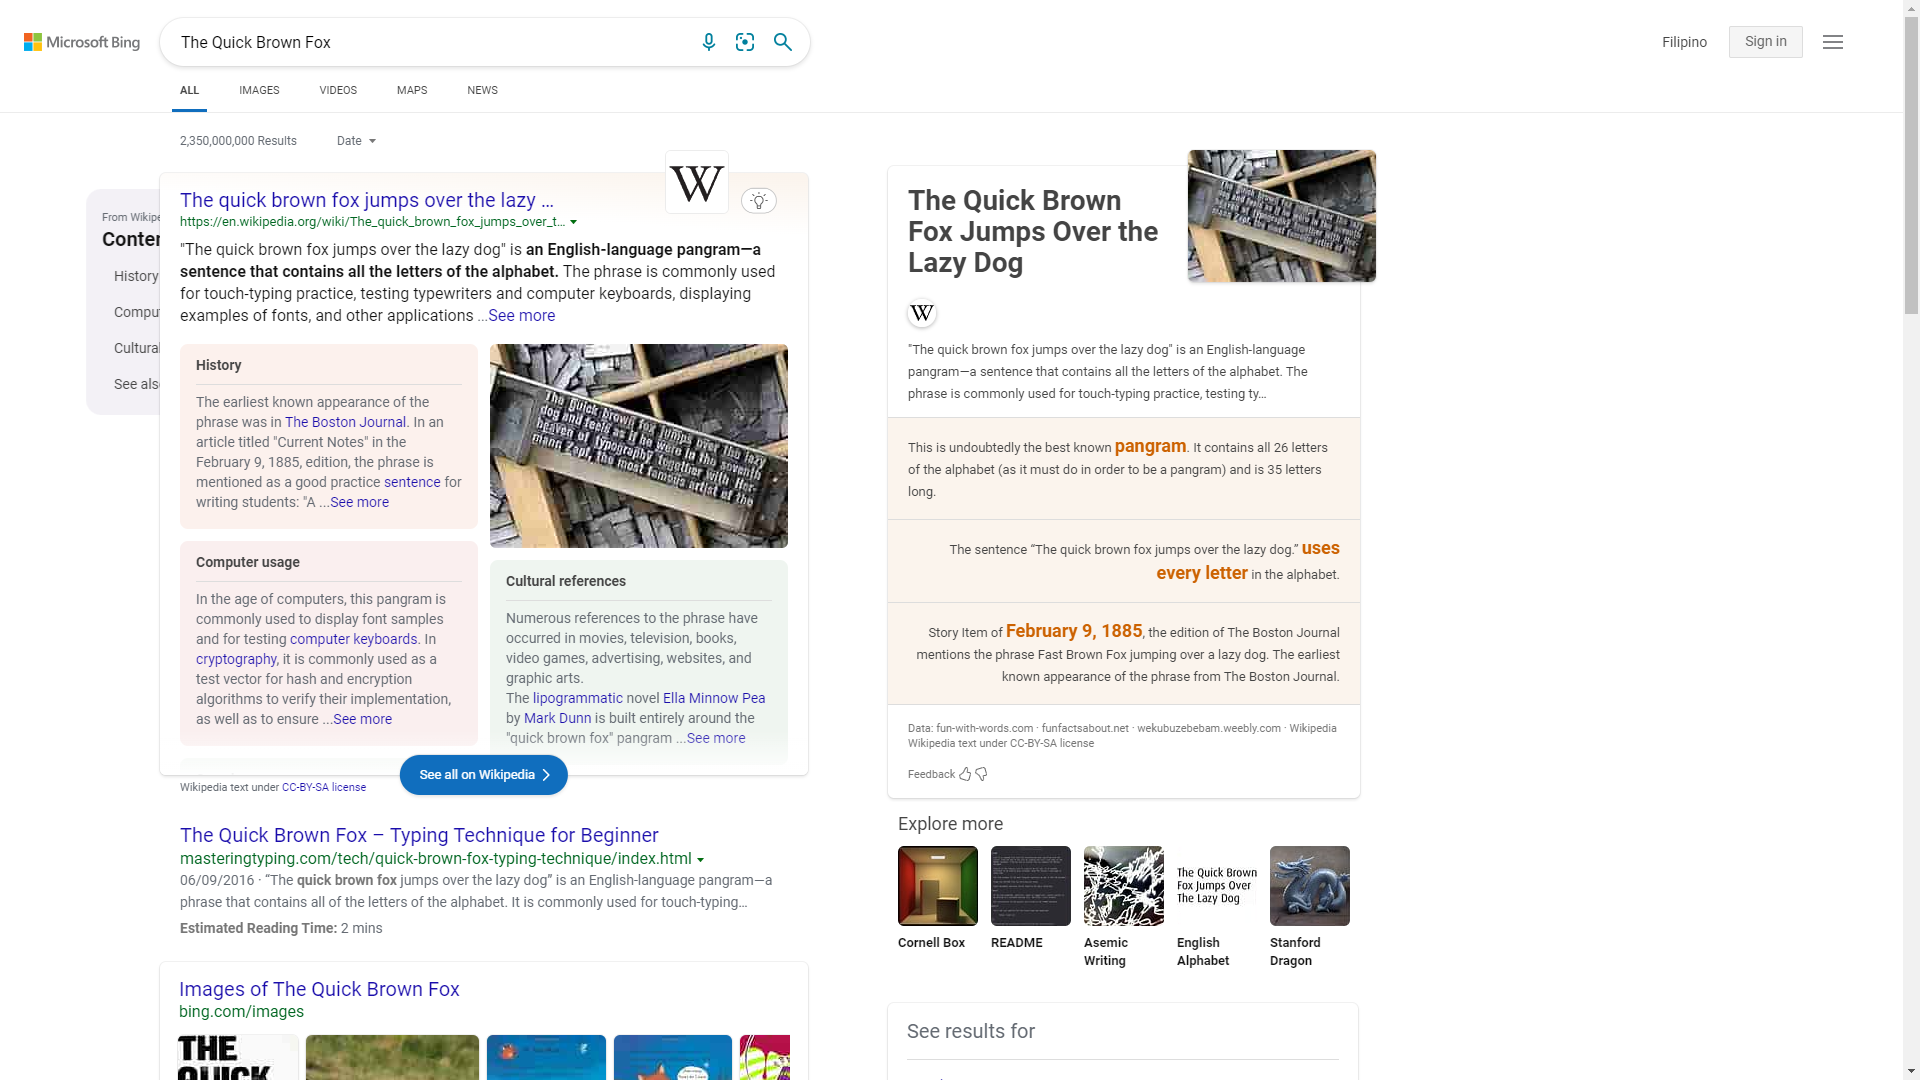 Microsoft Bing
The Quick Brown Fox
Filipino
Sign in
ALL
IMAGES
VIDEOS
MAPS
NEWS
2,350,000,000 Results
Date
From Wikipe
Conter
History
Compu
Cultural
See als
The quick brown fox jumps over the lazy ...
https://en.wikipedia.org/wiki/The_quick_brown_fox_jumps_over_t...
W
"The quick brown fox jumps over the lazy dog" is an English-language pangram—a
sentence that contains all the letters of the alphabet. The phrase is commonly used
for touch-typing practice, testing typewriters and computer keyboards, displaying
examples of fonts, and other applications ...See more
History
The earliest known appearance of the
phrase was in The Boston Journal. In an
article titled "Current Notes" in the
February 9, 1885, edition, the phrase is
mentioned as a good practice sentence for
writing students: "A ...See more
Computer usage
In the age of computers, this pangram is
commonly used to display font samples
and for testing computer keyboards. In
cryptography, it is commonly used as a
test vector for hash and encryption
algorithms to verify their implementation,
as well as to ensure ...See more
The quick brown fox jumps over the lazy
dog and feels as if he were in the seventh
heaven of typography together with Her-
mann Zapf, the most famous artist of the
Cultural references
Numerous references to the phrase have
occurred in movies, television, books,
video games, advertising, websites, and
graphic arts.
The lipogrammatic novel Ella Minnow Pea
by Mark Dunn is built entirely around the
"quick brown fox" pangram ...See more
See all on Wikipedia
Wikipedia text under CC-BY-SA license
The Quick Brown Fox – Typing Technique for Beginner
masteringtyping.com/tech/quick-brown-fox-typing-technique/index.html
06/09/2016 · “The quick brown fox jumps over the lazy dog” is an English-language pangram—a
phrase that contains all of the letters of the alphabet. It is commonly used for touch-typing…
Estimated Reading Time: 2 mins
Images of The Quick Brown Fox
bing.com/images
THE
QUICK
The Quick Brown
Fox Jumps Over the
Lazy Dog
W
"The quick brown fox jumps over the lazy dog" is an English-language
pangram—a sentence that contains all the letters of the alphabet. The
phrase is commonly used for touch-typing practice, testing ty…
This is undoubtedly the best known pangram. It contains all 26 letters
of the alphabet (as it must do in order to be a pangram) and is 35 letters
long.
The sentence “The quick brown fox jumps over the lazy dog.” uses
every letter in the alphabet.
Story Item of February 9, 1885, the edition of The Boston Journal
mentions the phrase Fast Brown Fox jumping over a lazy dog. The earliest
known appearance of the phrase from The Boston Journal.
Data: fun-with-words.com · funfactsabout.net · wekubuzebebam.weebly.com · Wikipedia
Wikipedia text under CC-BY-SA license
Feedback
Explore more
The Quick Brown
Fox Jumps Over
The Lazy Dog
Cornell Box
README
Asemic
Writing
English
Alphabet
Stanford
Dragon
See results for